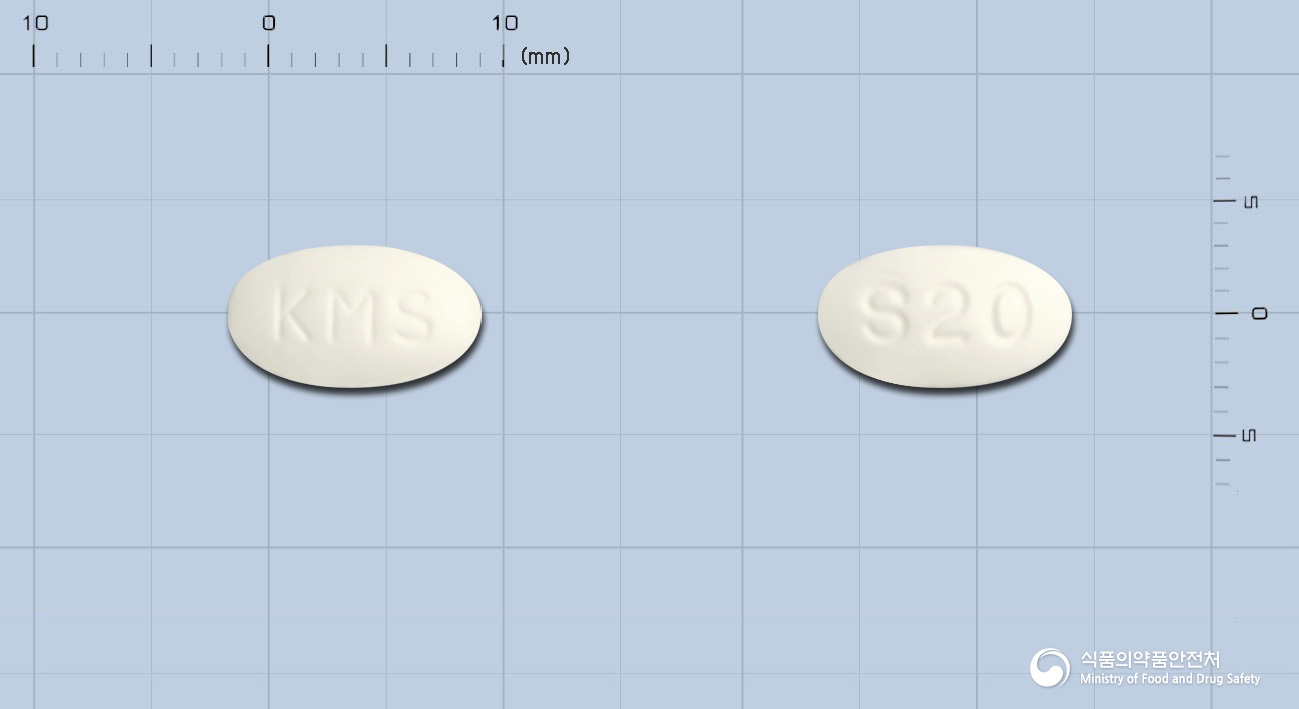 10 0 10 (mm)
5
KMS S20
0
5
식품의약품안전처
Ministry of Food and Drug Safety